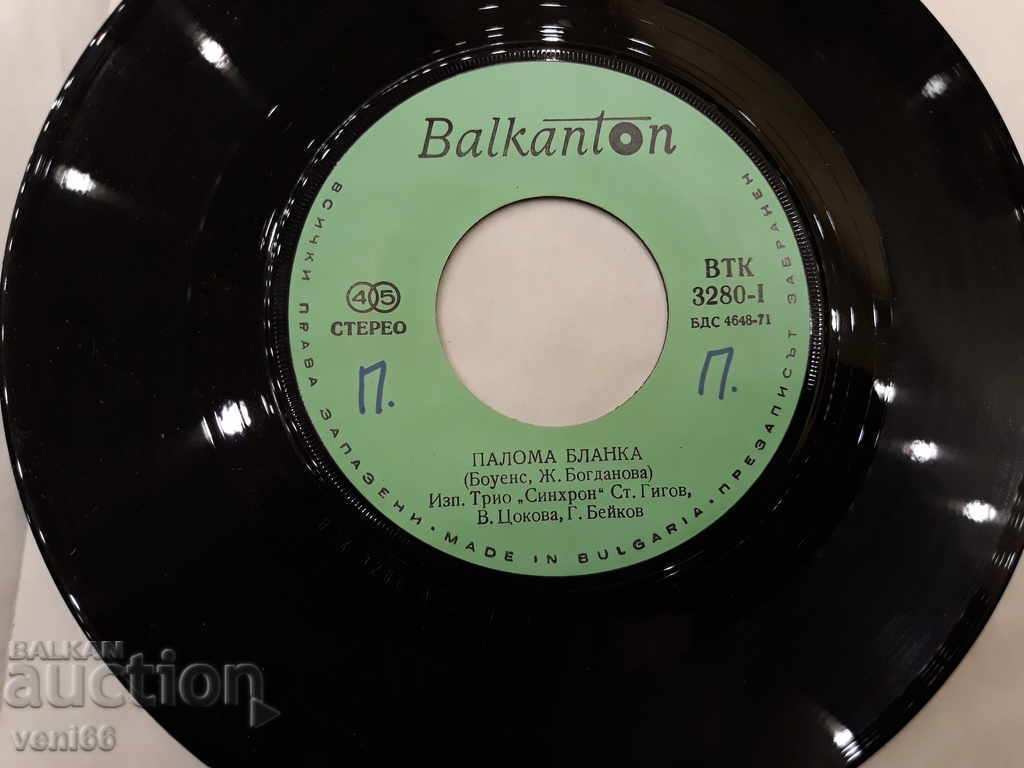 Balkanton
ВСИЧКИ ПРАВА ЗАПАЗЕНИ · MADE IN BULGARIA · ПРЕЗАПИСЪТ ЗАБРАНЕН
45
СТЕРЕО
ВТК
3280-I
БДС 4648-71
П.
П.
ПАЛОМА БЛАНКА
(Боуенс, Ж. Богданова)
Изп. Трио „Синхрон" Ст. Гигов,
В. Цокова, Г. Бейков
BALKAN
auction
veni66